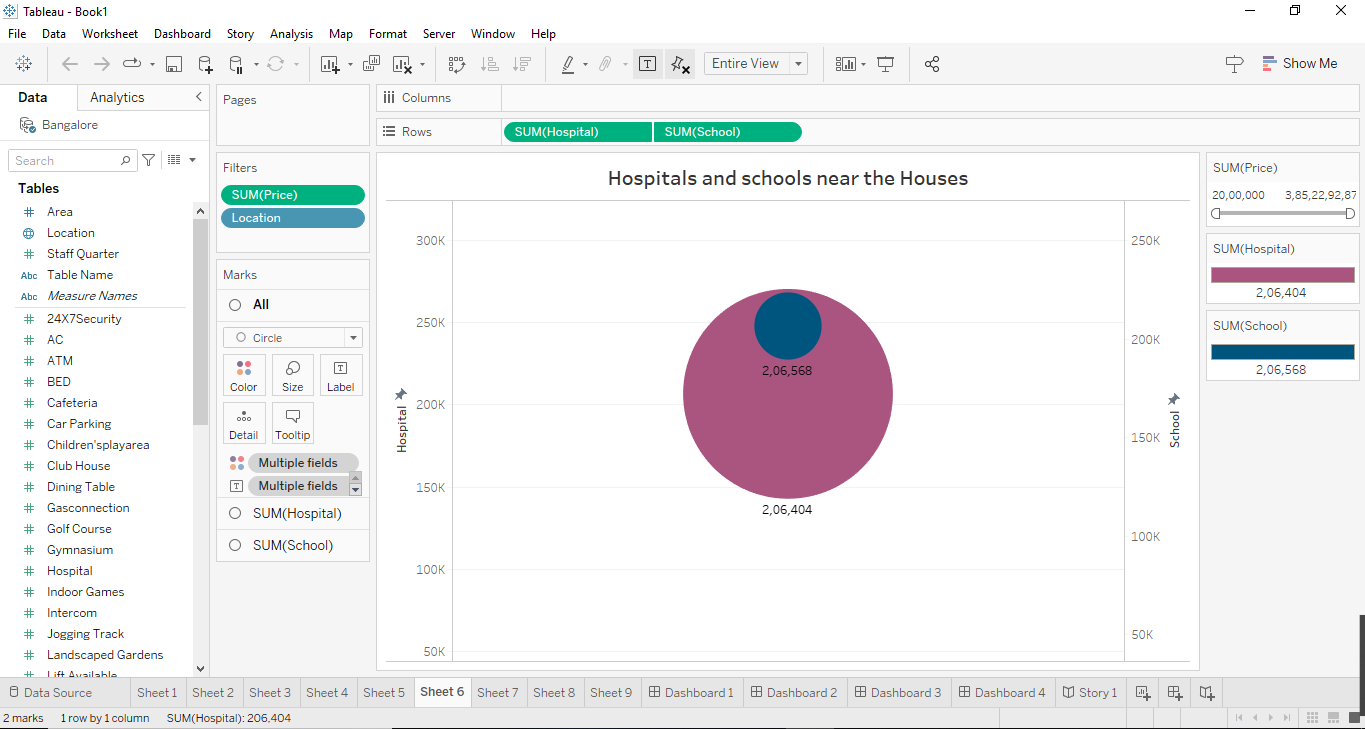 Tableau - Book1
File Data Worksheet Dashboard Story Analysis Map Format Server Window Help
Entire View
Show Me
Data Analytics
Bangalore
Search
Tables
Area
Location
Staff Quarter
Abc Table Name
Abc Measure Names
24X7Security
AC
ATM
BED
Cafeteria
Car Parking
Children'splayarea
Club House
Dining Table
Gasconnection
Golf Course
Gymnasium
Hospital
Indoor Games
Intercom
Jogging Track
Landscaped Gardens
Lift Available
Pages
Filters
SUM(Price)
Location
Marks
All
Circle
Color Size Label
Detail Tooltip
Multiple fields
Multiple fields
SUM(Hospital)
SUM(School)
Columns
Rows SUM(Hospital) SUM(School)
Hospitals and schools near the Houses
300K
250K
200K
150K
100K
50K
Hospital
2,06,568
2,06,404
250K
200K
150K
100K
50K
School
SUM(Price)
20,00,000 3,85,22,92,87
SUM(Hospital)
2,06,404
SUM(School)
2,06,568
Data Source Sheet 1 Sheet 2 Sheet 3 Sheet 4 Sheet 5 Sheet 6 Sheet 7 Sheet 8 Sheet 9 Dashboard 1 Dashboard 2 Dashboard 3 Dashboard 4 Story 1
2 marks 1 row by 1 column SUM(Hospital): 206,404